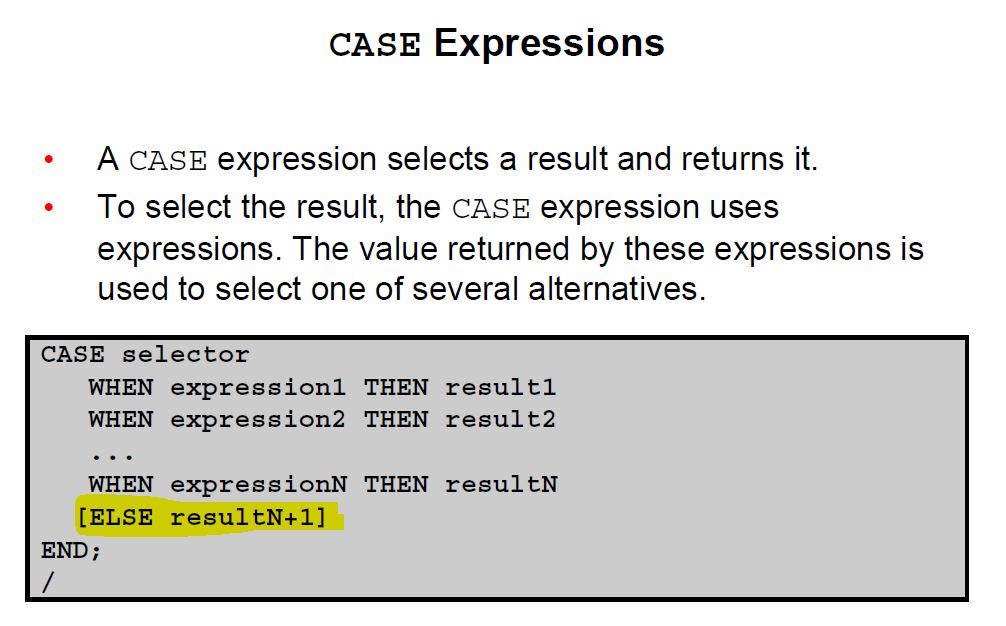 CASE Expressions
• A CASE expression selects a result and returns it.
• To select the result, the CASE expression uses
expressions. The value returned by these expressions is
used to select one of several alternatives.
CASE selector
WHEN expression1 THEN result1
WHEN expression2 THEN result2
...
WHEN expressionN THEN resultN
[ELSE resultN+1]
END;
/